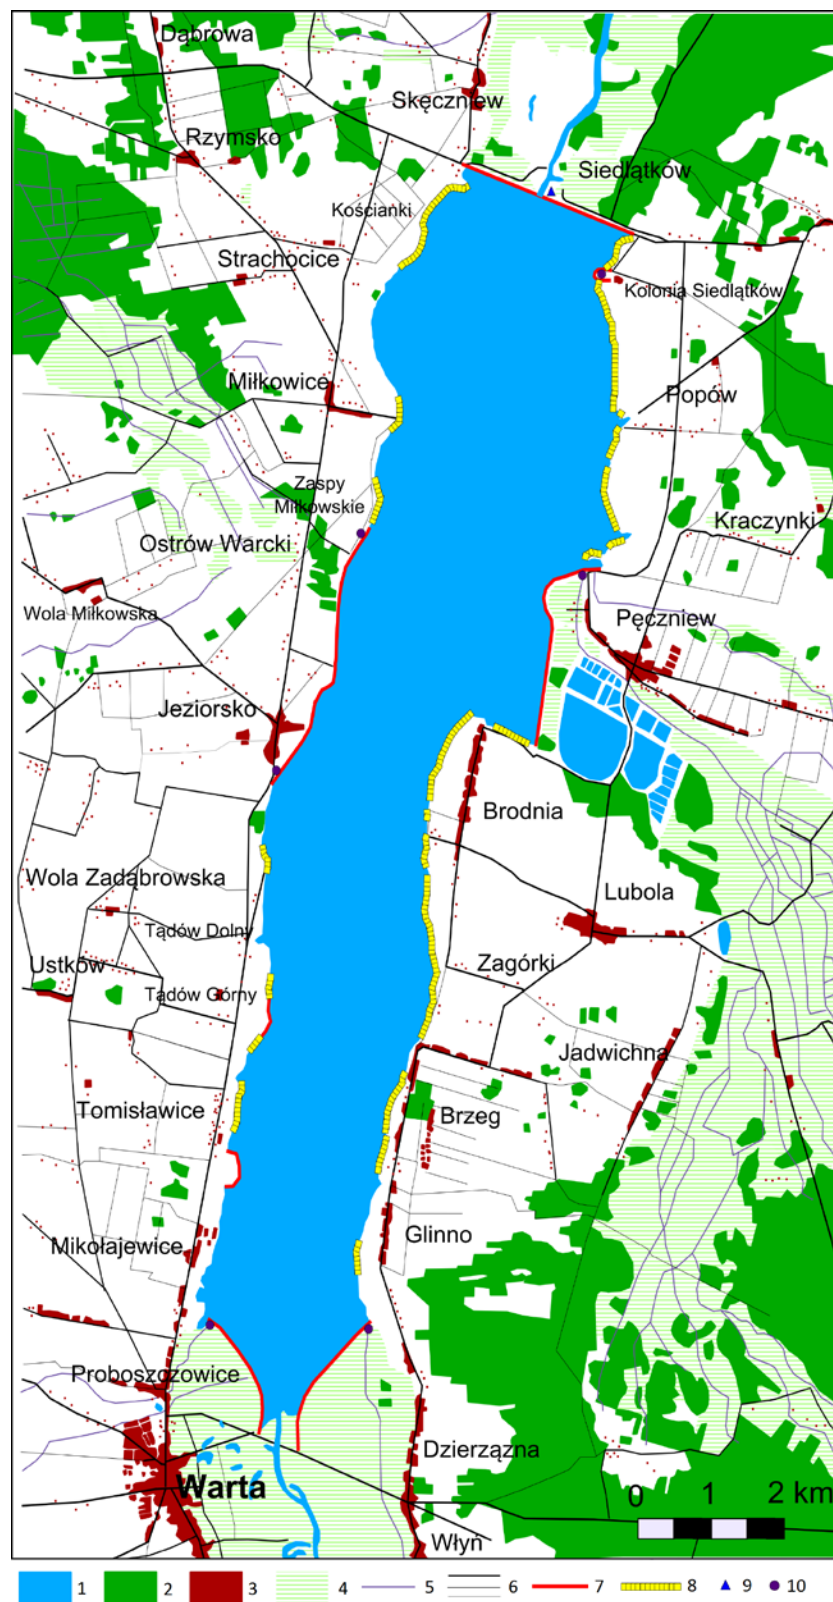 Dąbrowa
Skęczniew
Rzymsko
Siedlątków
Kościanki
Strachocice
Kolonia Siedlątków
Miłkowice
Popów
Zaspy
Miłkowskie
Kraczynki
Ostrów Warcki
Wola Miłkowska
Pęczniew
Jeziorsko
Brodnia
Wola Zadąbrowska
Lubola
Tądów Dolny
Ustków
Zagórki
Tądów Górny
Jadwichna
Tomisławice
Brzeg
Glinno
Mikołajewice
Proboszczowice
Dzierzązna
Warta
0 1 2 km
Włyń
1 2 3 4 5 6 7 8 9 10